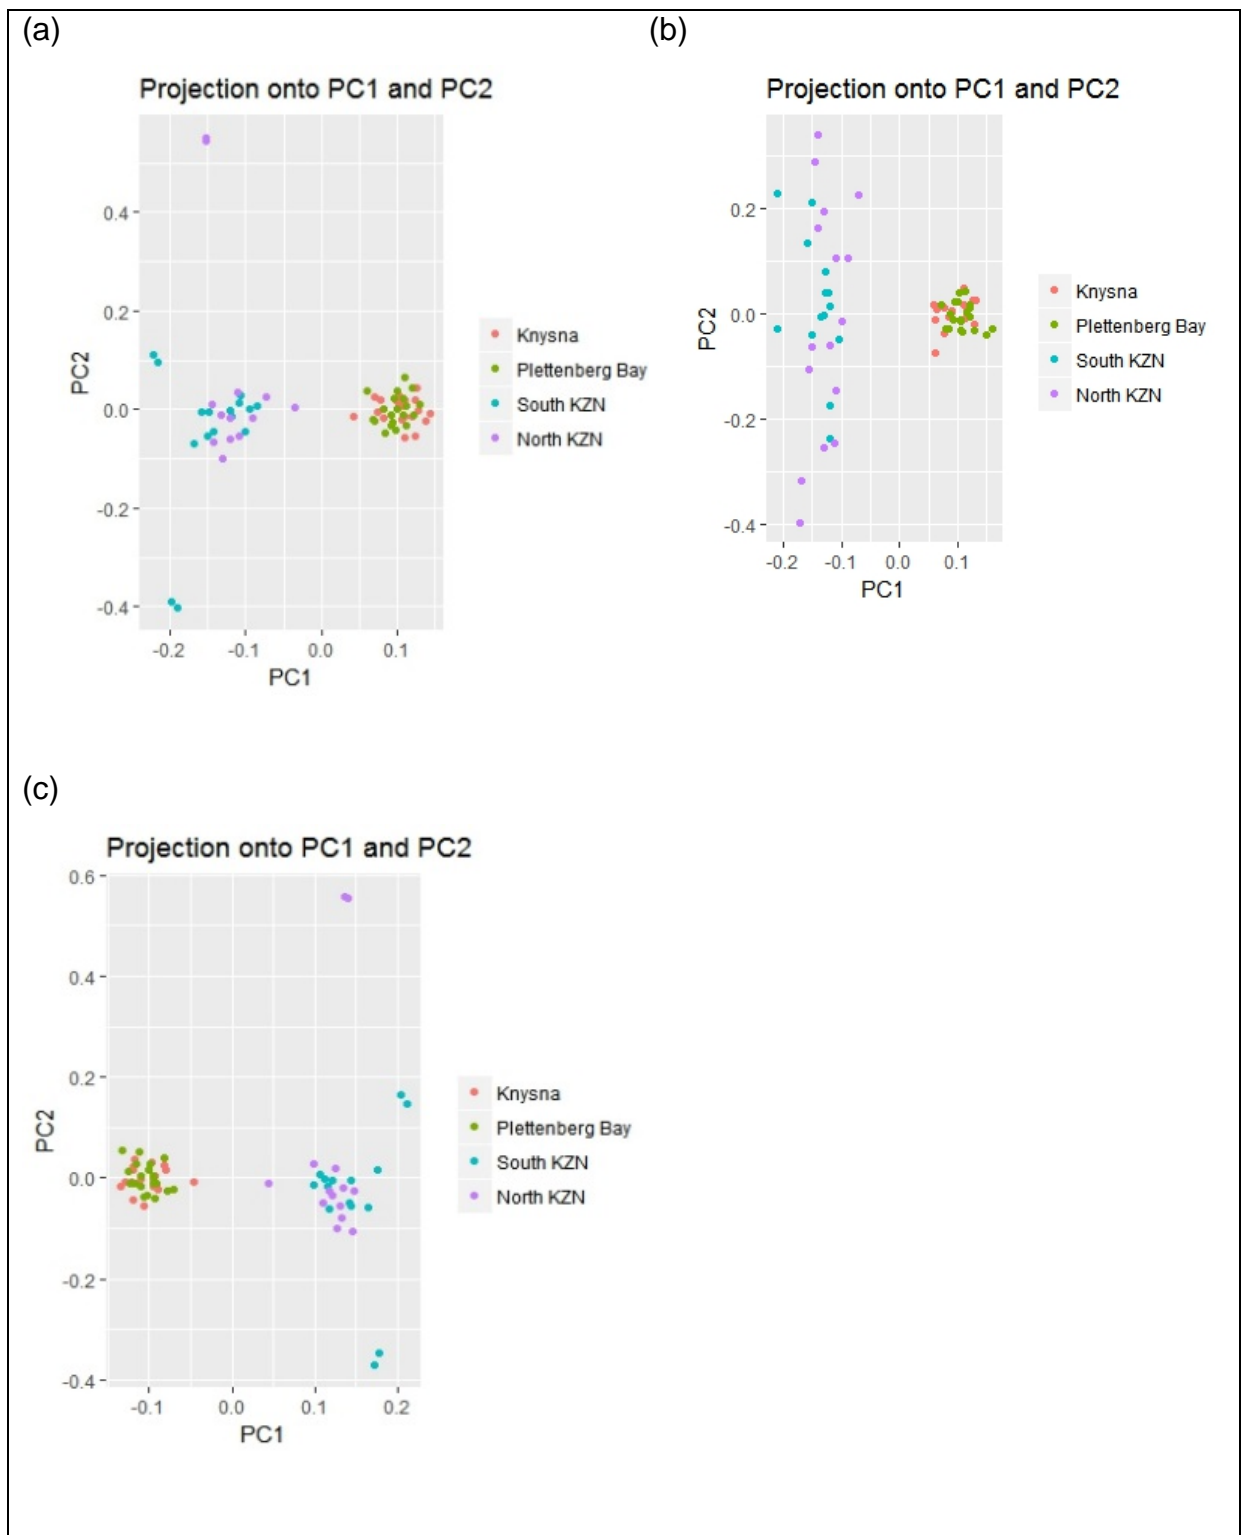 (a)
Projection onto PC1 and PC2
0.4
0.2
0.0
-0.2
-0.4
PC2
-0.2 -0.1 0.0 0.1
PC1
Knysna
Plettenberg Bay
South KZN
North KZN
(b)
Projection onto PC1 and PC2
0.2
0.0
-0.2
-0.4
PC2
-0.2 -0.1 0.0 0.1
PC1
Knysna
Plettenberg Bay
South KZN
North KZN
(c)
Projection onto PC1 and PC2
0.6
0.4
0.2
0.0
-0.2
-0.4
PC2
-0.1 0.0 0.1 0.2
PC1
Knysna
Plettenberg Bay
South KZN
North KZN